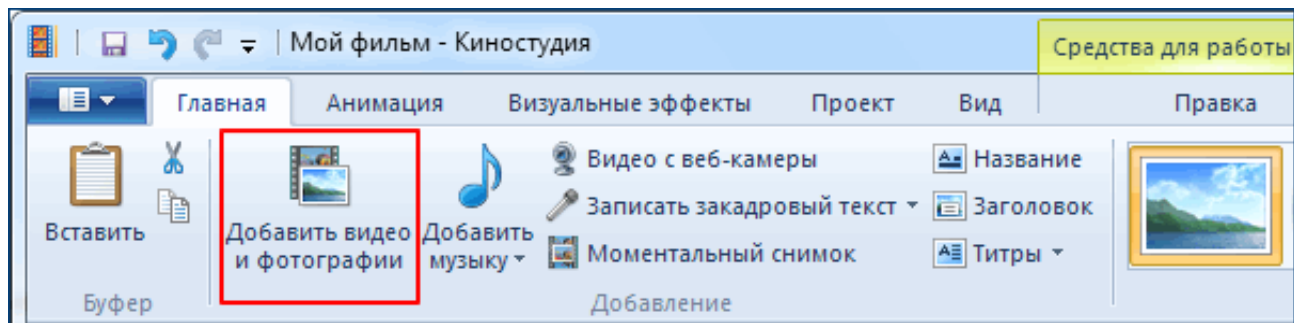 Мой фильм - Киностудия
Средства для работы
Главная
Анимация
Визуальные эффекты
Проект
Вид
Правка
Вставить
Добавить видео
и фотографии
Добавить
музыку
Видео с веб-камеры
Записать закадровый текст
Моментальный снимок
Название
Заголовок
Титры
Буфер
Добавление